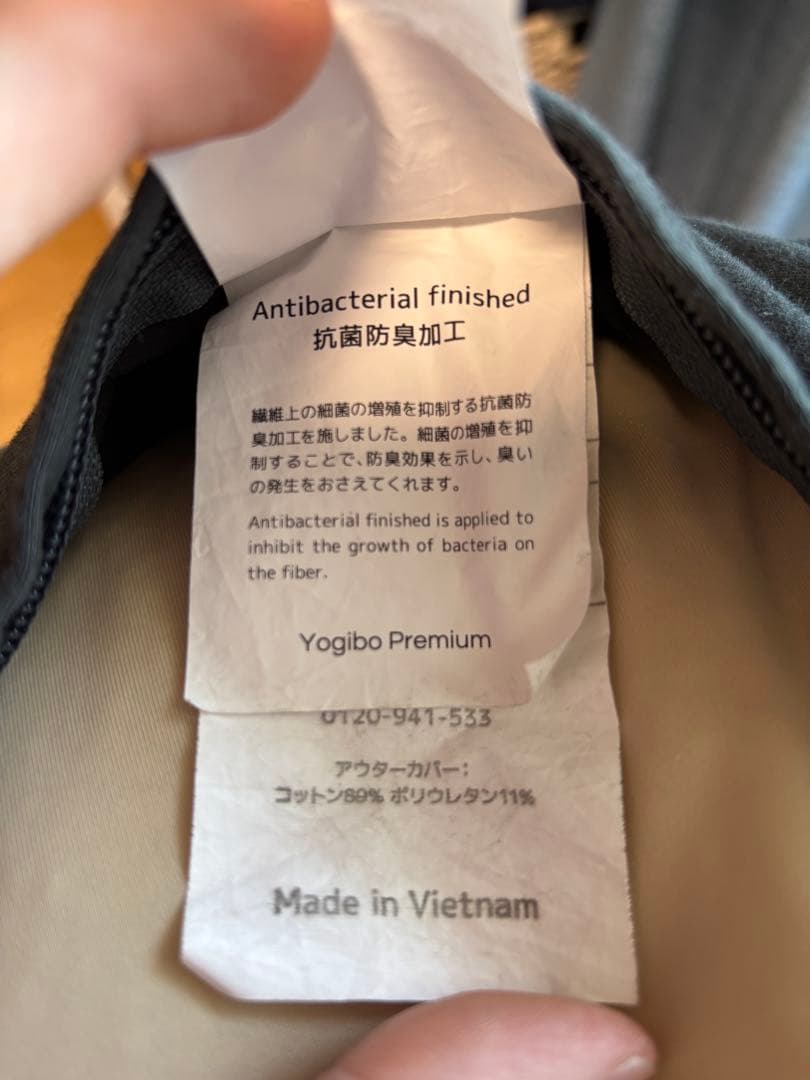 Antibacterial finished
抗菌防臭加工
繊維上の細菌の増殖を抑制する抗菌防
臭加工を施しました。細菌の増殖を抑
制することで、防臭効果を示し、臭い
の発生をおさえてくれます。
Antibacterial finished is applied to
inhibit the growth of bacteria on
the fiber.
Yogibo Premium
0120-941-533
アウターカバー：
コットン89% ポリウレタン11%
Made in Vietnam